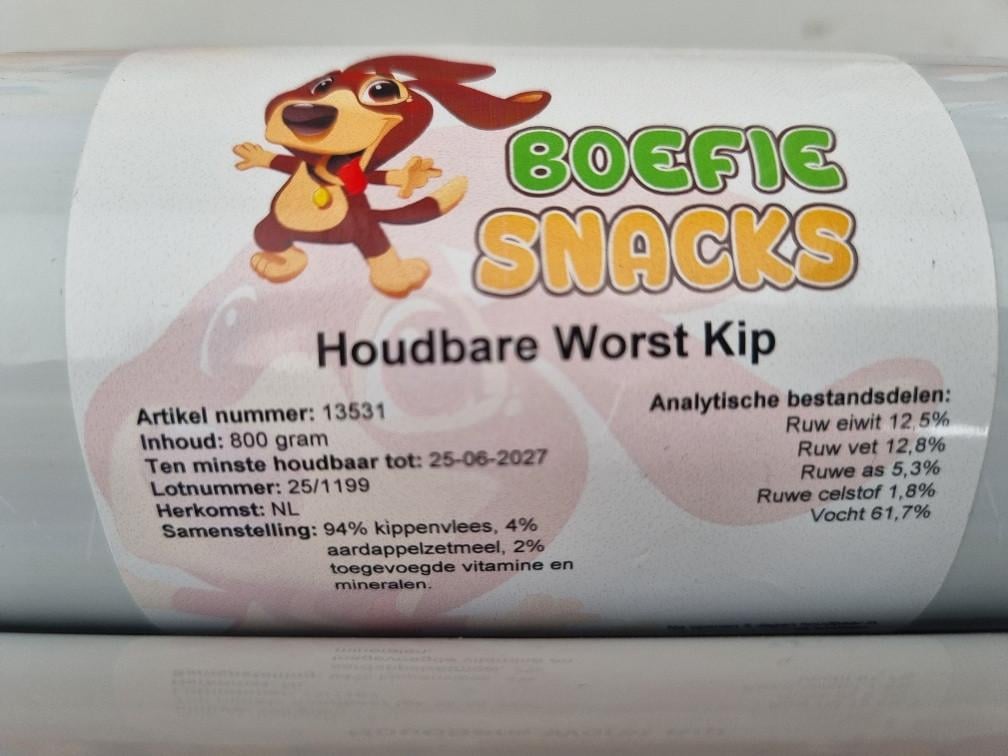 BOEFIE
SNACKS
Houdbare Worst Kip
Artikel nummer: 13531
Inhoud: 800 gram
Ten minste houdbaar tot: 25-06-2027
Lotnummer: 25/1199
Herkomst: NL
Samenstelling: 94% kippenvlees, 4%
aardappelzetmeel, 2%
toegevoegde vitamine en
mineralen.
Analytische bestandsdelen:
Ruw eiwit 12,5%
Ruw vet 12,8%
Ruwe as 5,3%
Ruwe celstof 1,8%
Vocht 61,7%